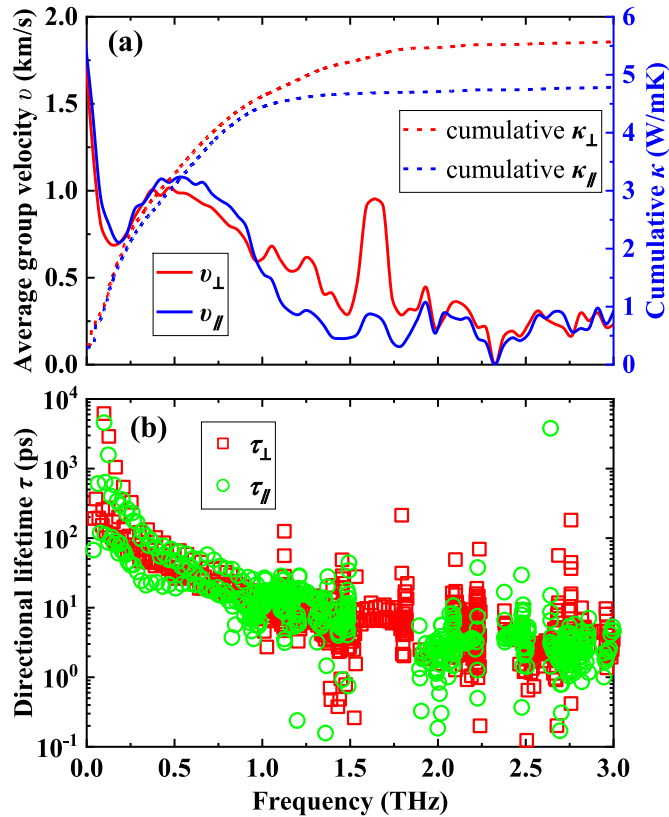 (a)
Average group velocity υ (km/s)
2.0
1.5
1.0
0.5
0.0
cumulative κ⊥
cumulative κ∥
υ⊥
υ∥
6
5
4
3
2
1
0
Cumulative κ (W/mK)
(b)
Directional lifetime τ (ps)
10⁴
10³
10²
10¹
10⁰
10⁻¹
τ⊥
τ∥
0.0 0.5 1.0 1.5 2.0 2.5 3.0
Frequency (THz)